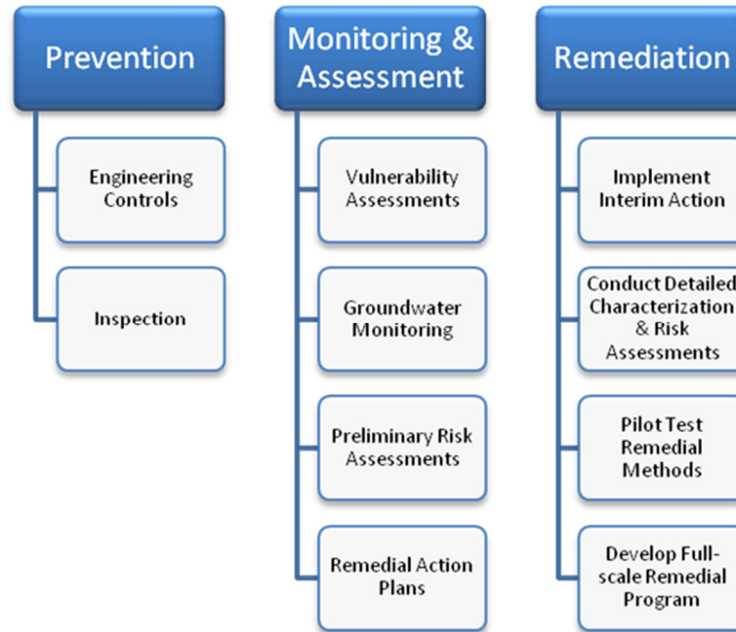 Prevention
Engineering
Controls
Inspection
Monitoring &
Assessment
Vulnerability
Assessments
Groundwater
Monitoring
Preliminary Risk
Assessments
Remedial Action
Plans
Remediation
Implement
Interim Action
Conduct Detailed
Characterization
& Risk
Assessments
Pilot Test
Remedial
Methods
Develop Full-
scale Remedial
Program